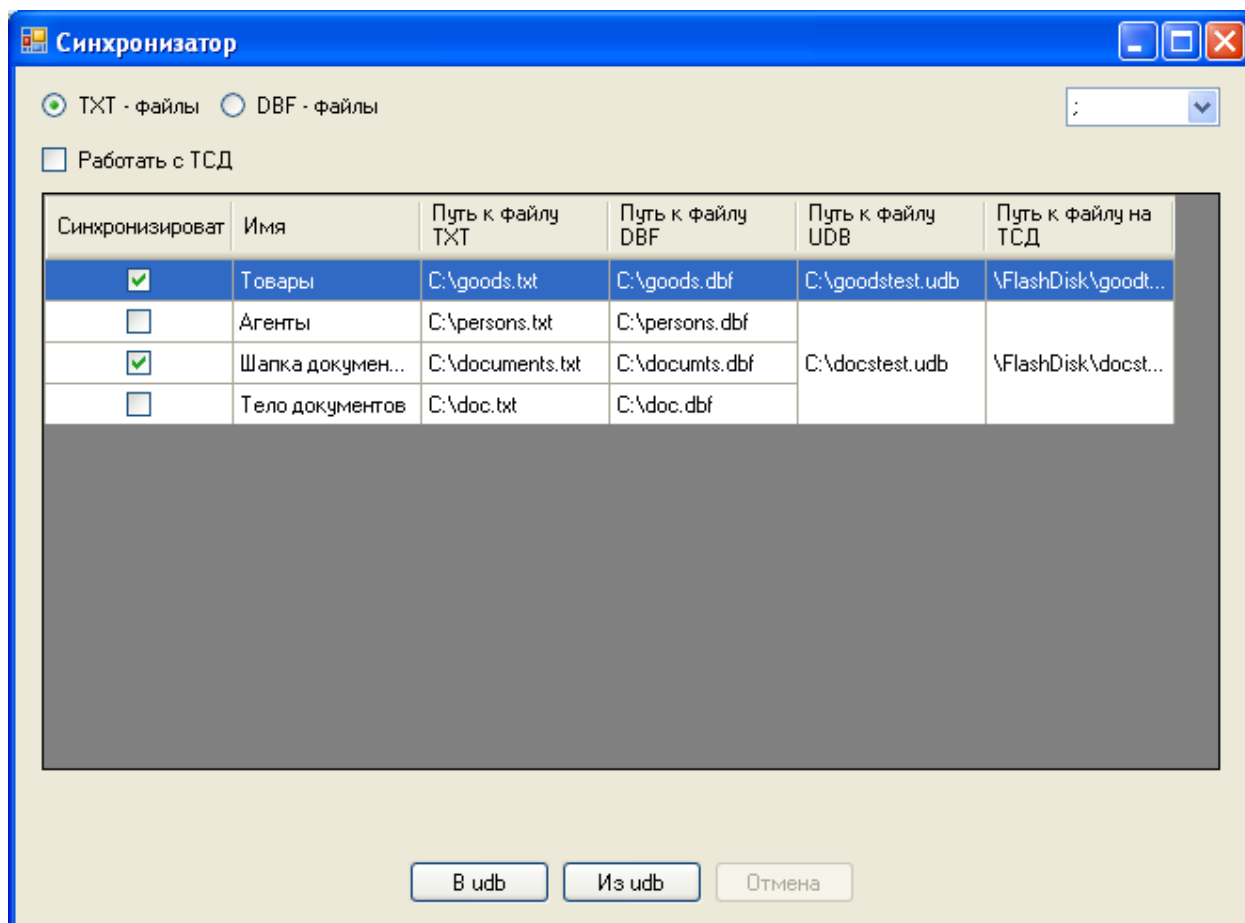 Синхронизатор
TXT - файлы DBF - файлы ;
Работать с ТСД
Синхронизироват Имя Путь к файлу TXT Путь к файлу DBF Путь к файлу UDB Путь к файлу на ТСД
Товары C:\goods.txt C:\goods.dbf C:\goodstest.udb \FlashDisk\goodt...
Агенты C:\persons.txt C:\persons.dbf
Шапка докумен... C:\documents.txt C:\documts.dbf C:\docstest.udb \FlashDisk\docst...
Тело документов C:\doc.txt C:\doc.dbf
В udb Из udb Отмена